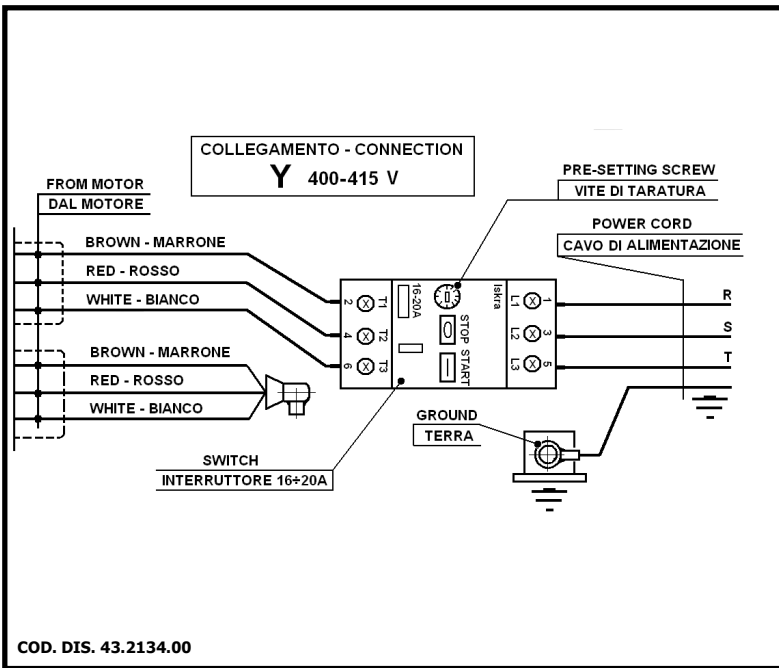 COLLEGAMENTO - CONNECTION
Y 400-415 V
PRE-SETTING SCREW
VITE DI TARATURA
FROM MOTOR
DAL MOTORE
POWER CORD
CAVO DI ALIMENTAZIONE
BROWN - MARRONE
RED - ROSSO
WHITE - BIANCO
2 T1
4 T2
6 T3
16-20A
STOP START
O
I
Iskra
L1 1
L2 3
L3 5
R
S
T
BROWN - MARRONE
RED - ROSSO
WHITE - BIANCO
GROUND
TERRA
SWITCH
INTERRUTTORE 16÷20A
COD. DIS. 43.2134.00